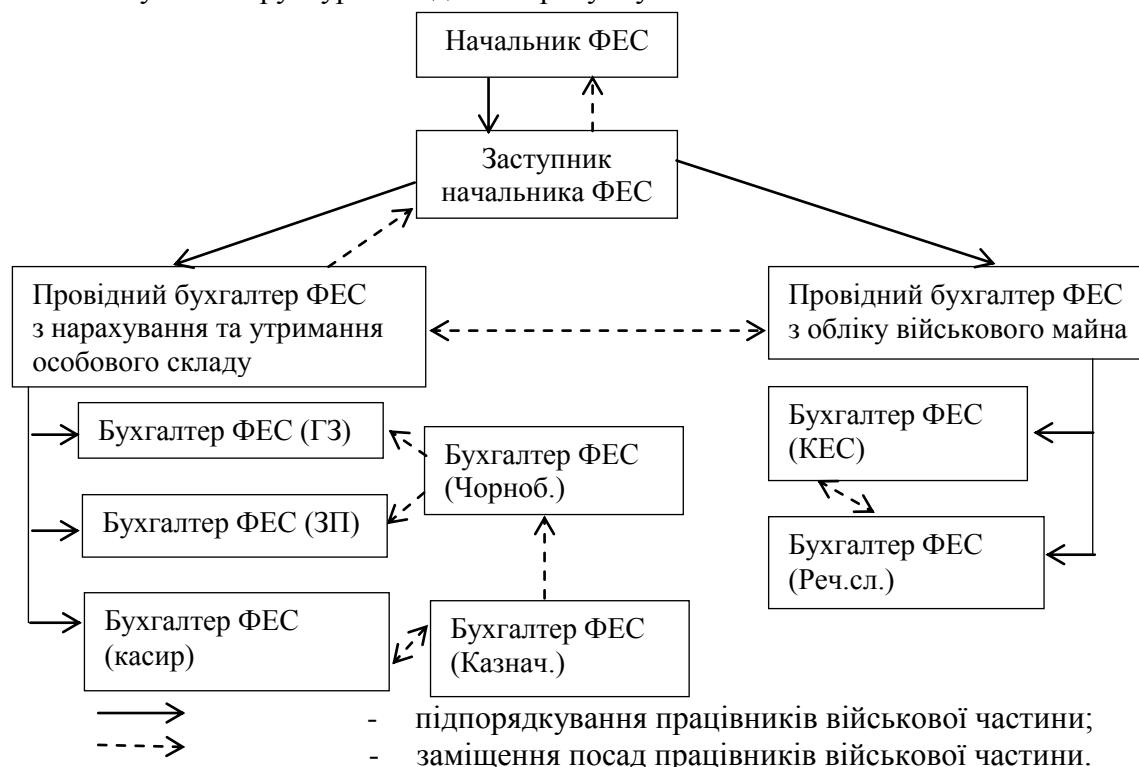 Начальник ФЕС
Заступник
начальника ФЕС
Провідний бухгалтер ФЕС
з нарахування та утримання
особового складу
Провідний бухгалтер ФЕС
з обліку військового майна
Бухгалтер ФЕС (ГЗ)
Бухгалтер ФЕС
(Чорноб.)
Бухгалтер ФЕС
(КЕС)
Бухгалтер ФЕС (ЗП)
Бухгалтер ФЕС
(Реч.сл.)
Бухгалтер ФЕС
(касир)
Бухгалтер ФЕС
(Казнач.)
- підпорядкування працівників військової частини;
- заміщення посад працівників військової частини.